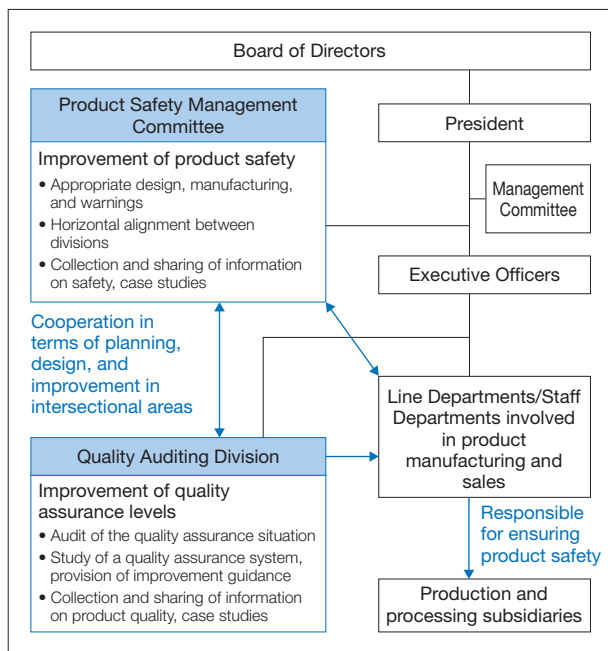 Board of Directors
Product Safety Management
Committee
Improvement of product safety
• Appropriate design, manufacturing,
and warnings
• Horizontal alignment between
divisions
• Collection and sharing of information
on safety, case studies
President
Management
Committee
Executive Officers
Cooperation in
terms of planning,
design, and
improvement in
intersectional areas
Line Departments/Staff
Departments involved
in product
manufacturing and
sales
Quality Auditing Division
Improvement of quality
assurance levels
• Audit of the quality assurance situation
• Study of a quality assurance system,
provision of improvement guidance
• Collection and sharing of information
on product quality, case studies
Responsible
for ensuring
product safety
Production and
processing subsidiaries